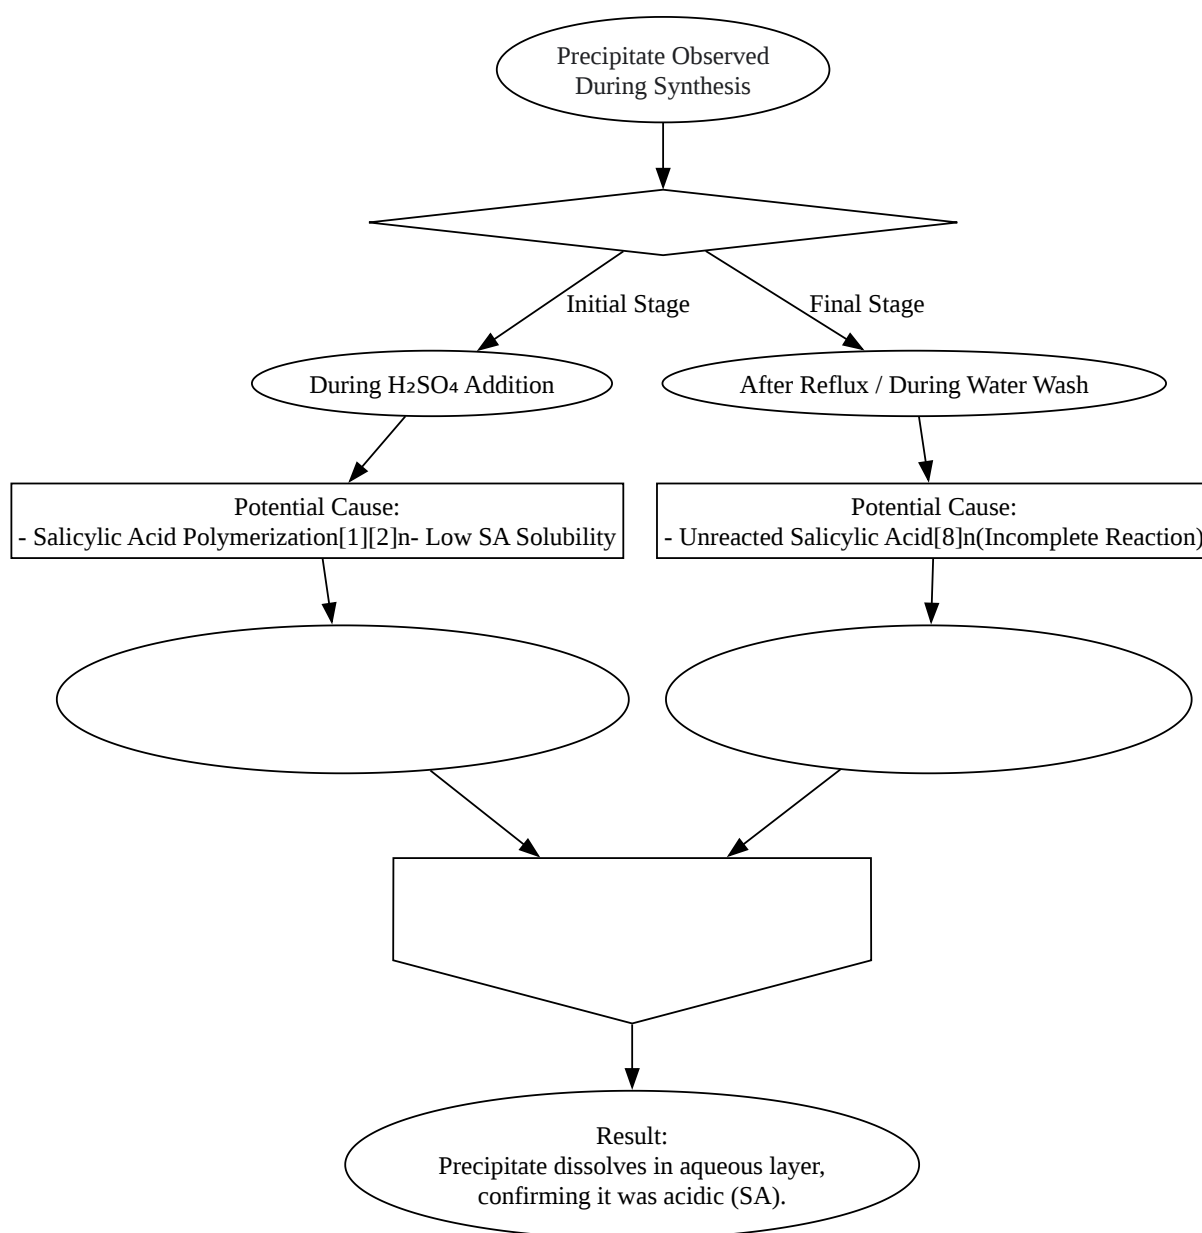 Precipitate Observed
During Synthesis
Initial Stage
Final Stage
During H₂SO₄ Addition
After Reflux / During Water Wash
Potential Cause:
- Salicylic Acid Polymerization[1][2]n- Low SA Solubility
Potential Cause:
- Unreacted Salicylic Acid[8]n(Incomplete Reaction)
Result:
Precipitate dissolves in aqueous layer,
confirming it was acidic (SA).